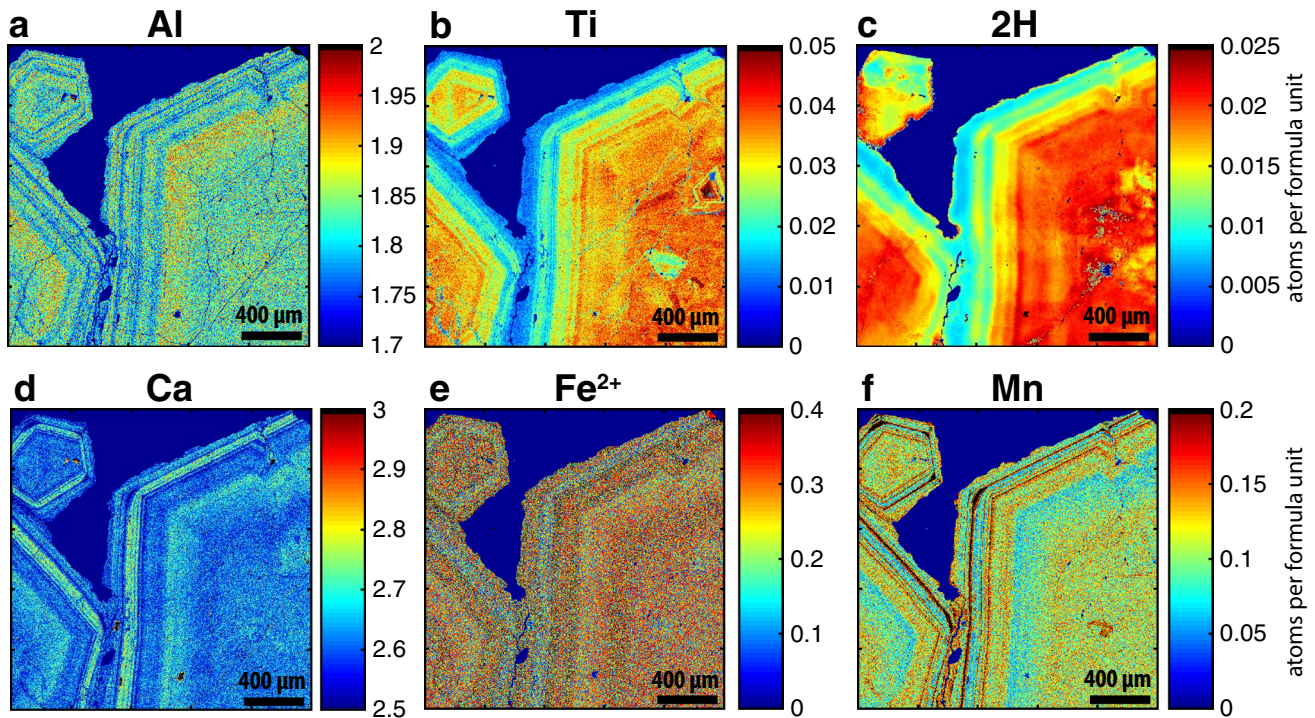 a Al
2
1.95
1.9
1.85
1.8
1.75
1.7
400 µm
b Ti
0.05
0.04
0.03
0.02
0.01
0
400 µm
c 2H
0.025
0.02
0.015
0.01
0.005
0
400 µm
atoms per formula unit
d Ca
3
2.9
2.8
2.7
2.6
2.5
400 µm
e Fe²⁺
0.4
0.3
0.2
0.1
0
400 µm
f Mn
0.2
0.15
0.1
0.05
0
400 µm
atoms per formula unit